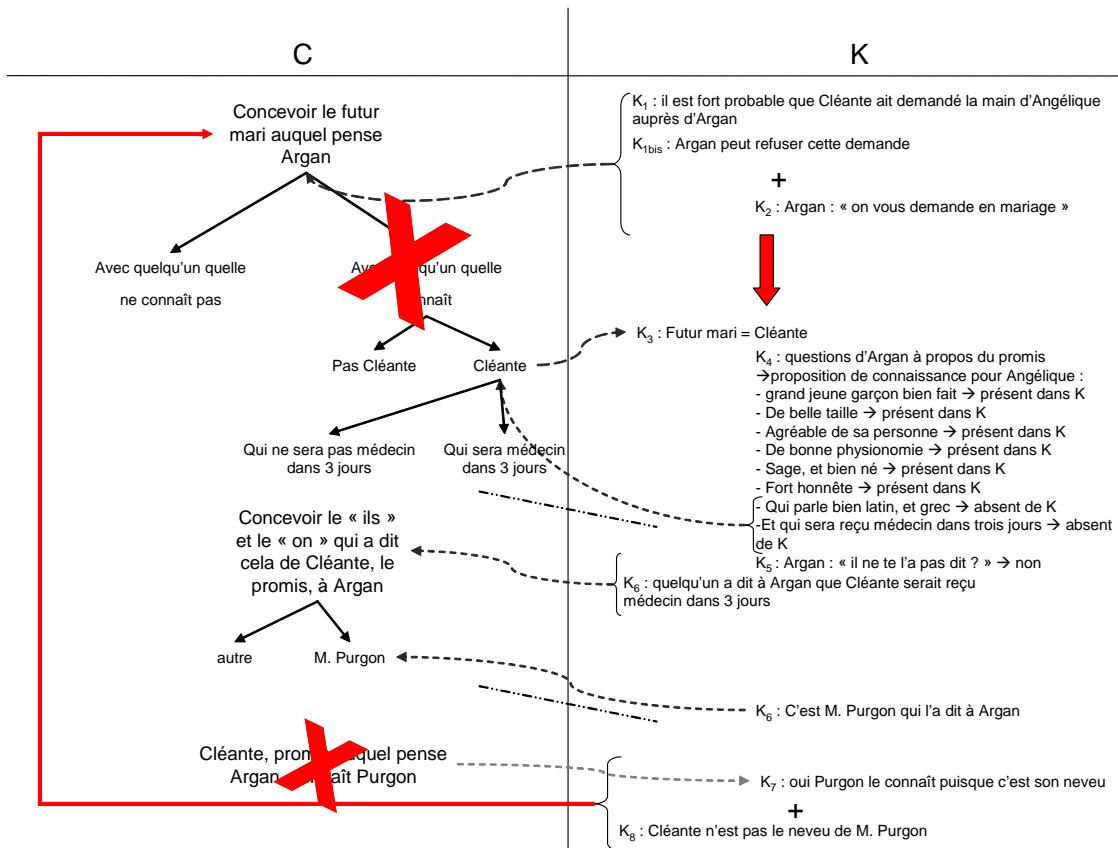 C
K
Concevoir le futur
mari auquel pense
Argan
Avec quelqu'un quelle
ne connaît pas
quelqu'un quelle
Pas Cléante
Cléante
Qui ne sera pas médecin
dans 3 jours
Qui sera médecin
dans 3 jours
Concevoir le « ils »
et le « on » qui a dit
cela de Cléante, le
promis, à Argan
autre
M. Purgon
Cléante, auquel pense
Argan Purgon
K1 : il est fort probable que Cléante ait demandé la main d'Angélique
auprès d'Argan
K1bis : Argan peut refuser cette demande
+
K2 : Argan : « on vous demande en mariage »
K3 : Futur mari = Cléante
K4 : questions d'Argan à propos du promis
→proposition de connaissance pour Angélique :
- grand jeune garçon bien fait → présent dans K
- De belle taille → présent dans K
- Agréable de sa personne → présent dans K
- De bonne physionomie → présent dans K
- Sage, et bien né → présent dans K
- Fort honnête → présent dans K
- Qui parle bien latin, et grec → absent de K
-Et qui sera reçu médecin dans trois jours → absent
de K
K5 : Argan : « il ne te l'a pas dit ? » → non
K6 : quelqu'un a dit à Argan que Cléante serait reçu
médecin dans 3 jours
K6 : C'est M. Purgon qui l'a dit à Argan
K7 : oui Purgon le connaît puisque c'est son neveu
+
K8 : Cléante n'est pas le neveu de M. Purgon